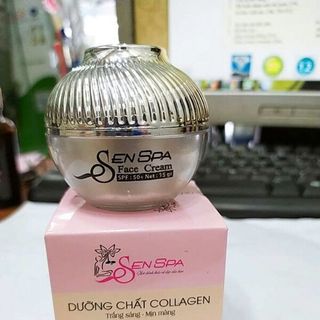 SEN SPA
Face Cream
SPF : 50+ Net : 15 gr
SEN SPA
DƯỠNG CHẤT COLLAGEN
Trắng sáng - Mịn màng